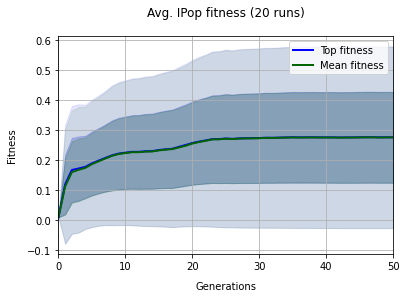 Avg. IPop fitness (20 runs)
Top fitness
Mean fitness
0.6
0.5
0.4
0.3
0.2
0.1
0.0
−0.1
Fitness
0
10
20
30
40
50
Generations